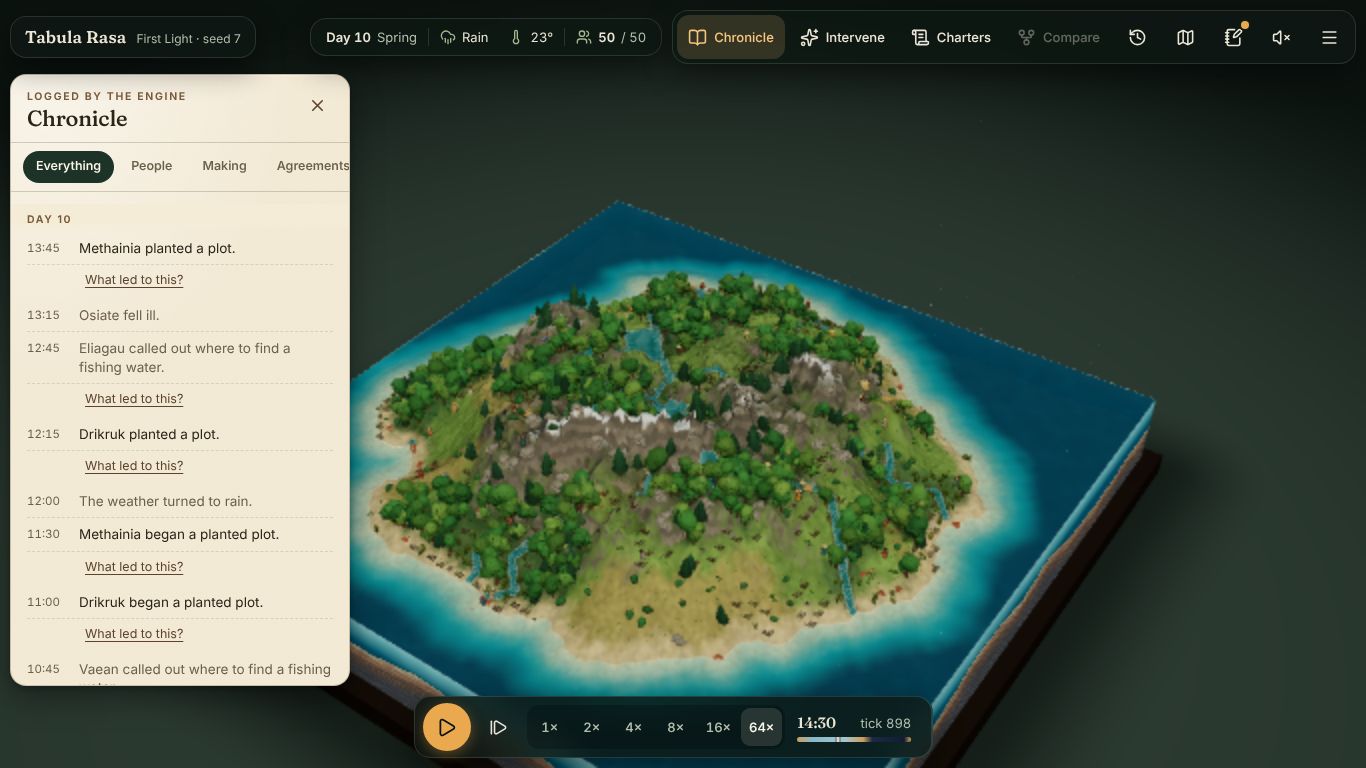 Tabula Rasa First Light · seed 7
Day 10 Spring Rain 23° 50 / 50
Chronicle Intervene Charters Compare
LOGGED BY THE ENGINE
Chronicle
Everything People Making Agreements
DAY 10
13:45 Methainia planted a plot.
What led to this?
13:15 Osiate fell ill.
12:45 Eliagau called out where to find a
fishing water.
What led to this?
12:15 Drikruk planted a plot.
What led to this?
12:00 The weather turned to rain.
11:30 Methainia began a planted plot.
What led to this?
11:00 Drikruk began a planted plot.
What led to this?
10:45 Vaean called out where to find a fishing
1× 2× 4× 8× 16× 64× 14:30 tick 898